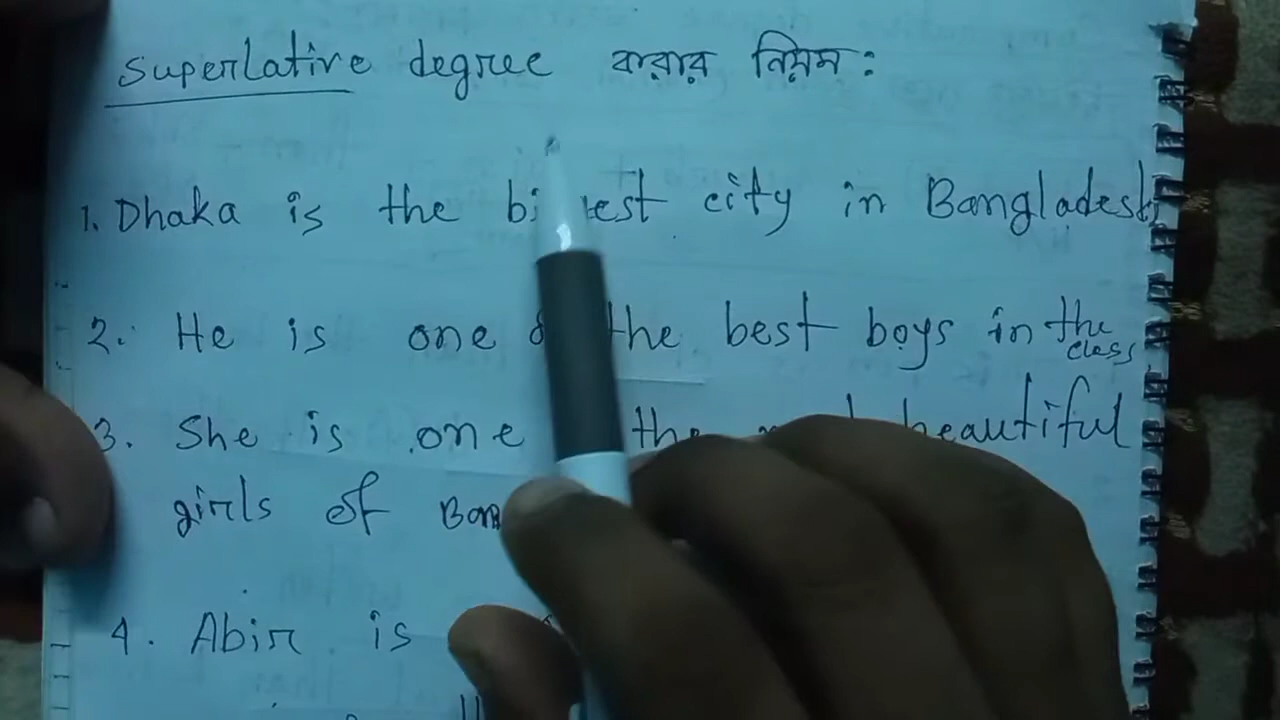 Superlative degree করার নিয়ম:
1. Dhaka is the city in Bangladesh
2. He is one the best boys in the
class
3. She is one the beautiful
girls of
4. Abir is